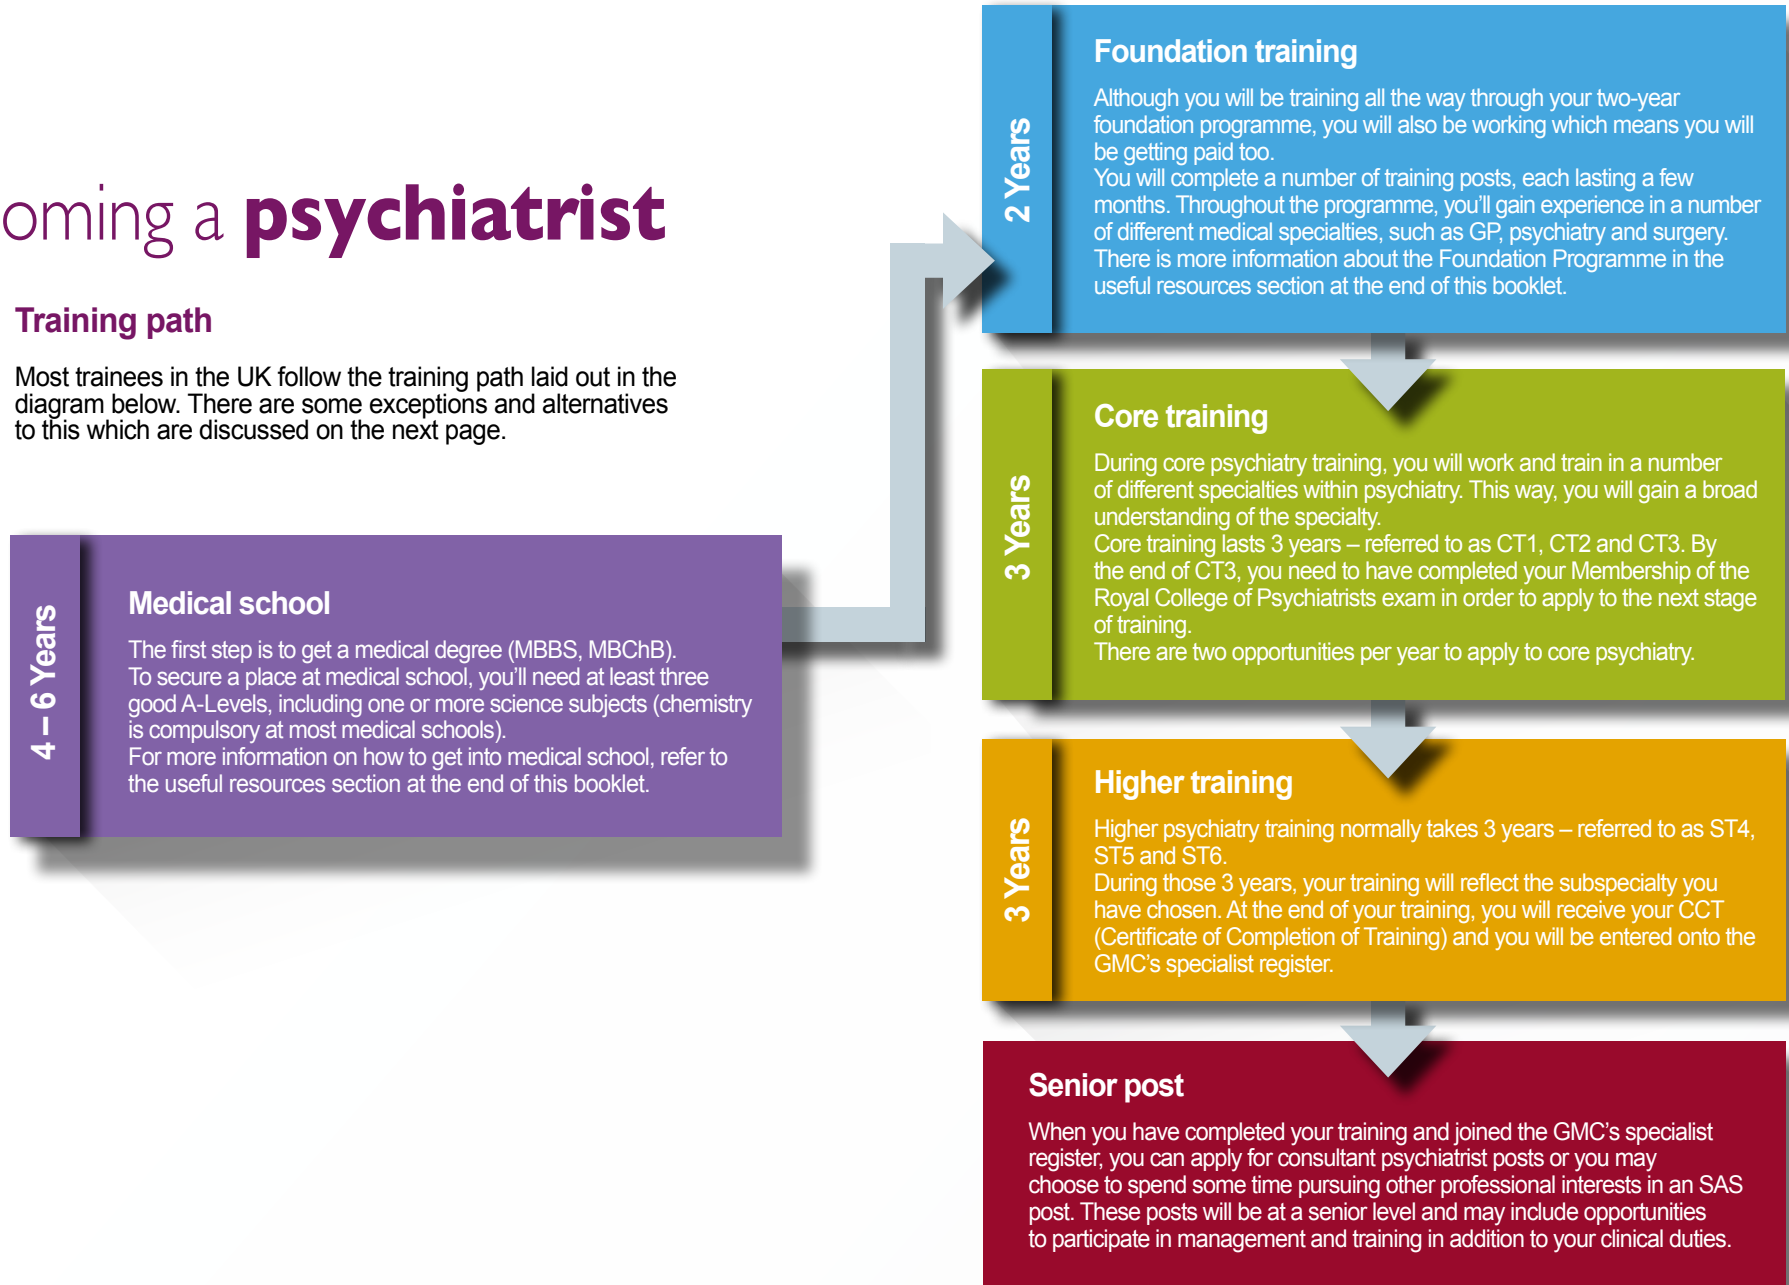 oming a psychiatrist
Training path
Most trainees in the UK follow the training path laid out in the
diagram below. There are some exceptions and alternatives
to this which are discussed on the next page.
4 – 6 Years
Medical school
The first step is to get a medical degree (MBBS, MBChB).
To secure a place at medical school, you’ll need at least three
good A-Levels, including one or more science subjects (chemistry
is compulsory at most medical schools).
For more information on how to get into medical school, refer to
the useful resources section at the end of this booklet.
2 Years
Foundation training
Although you will be training all the way through your two-year
foundation programme, you will also be working which means you will
be getting paid too.
You will complete a number of training posts, each lasting a few
months. Throughout the programme, you’ll gain experience in a number
of different medical specialties, such as GP, psychiatry and surgery.
There is more information about the Foundation Programme in the
useful resources section at the end of this booklet.
3 Years
Core training
During core psychiatry training, you will work and train in a number
of different specialties within psychiatry. This way, you will gain a broad
understanding of the specialty.
Core training lasts 3 years – referred to as CT1, CT2 and CT3. By
the end of CT3, you need to have completed your Membership of the
Royal College of Psychiatrists exam in order to apply to the next stage
of training.
There are two opportunities per year to apply to core psychiatry.
3 Years
Higher training
Higher psychiatry training normally takes 3 years – referred to as ST4,
ST5 and ST6.
During those 3 years, your training will reflect the subspecialty you
have chosen. At the end of your training, you will receive your CCT
(Certificate of Completion of Training) and you will be entered onto the
GMC’s specialist register.
Senior post
When you have completed your training and joined the GMC’s specialist
register, you can apply for consultant psychiatrist posts or you may
choose to spend some time pursuing other professional interests in an SAS
post. These posts will be at a senior level and may include opportunities
to participate in management and training in addition to your clinical duties.